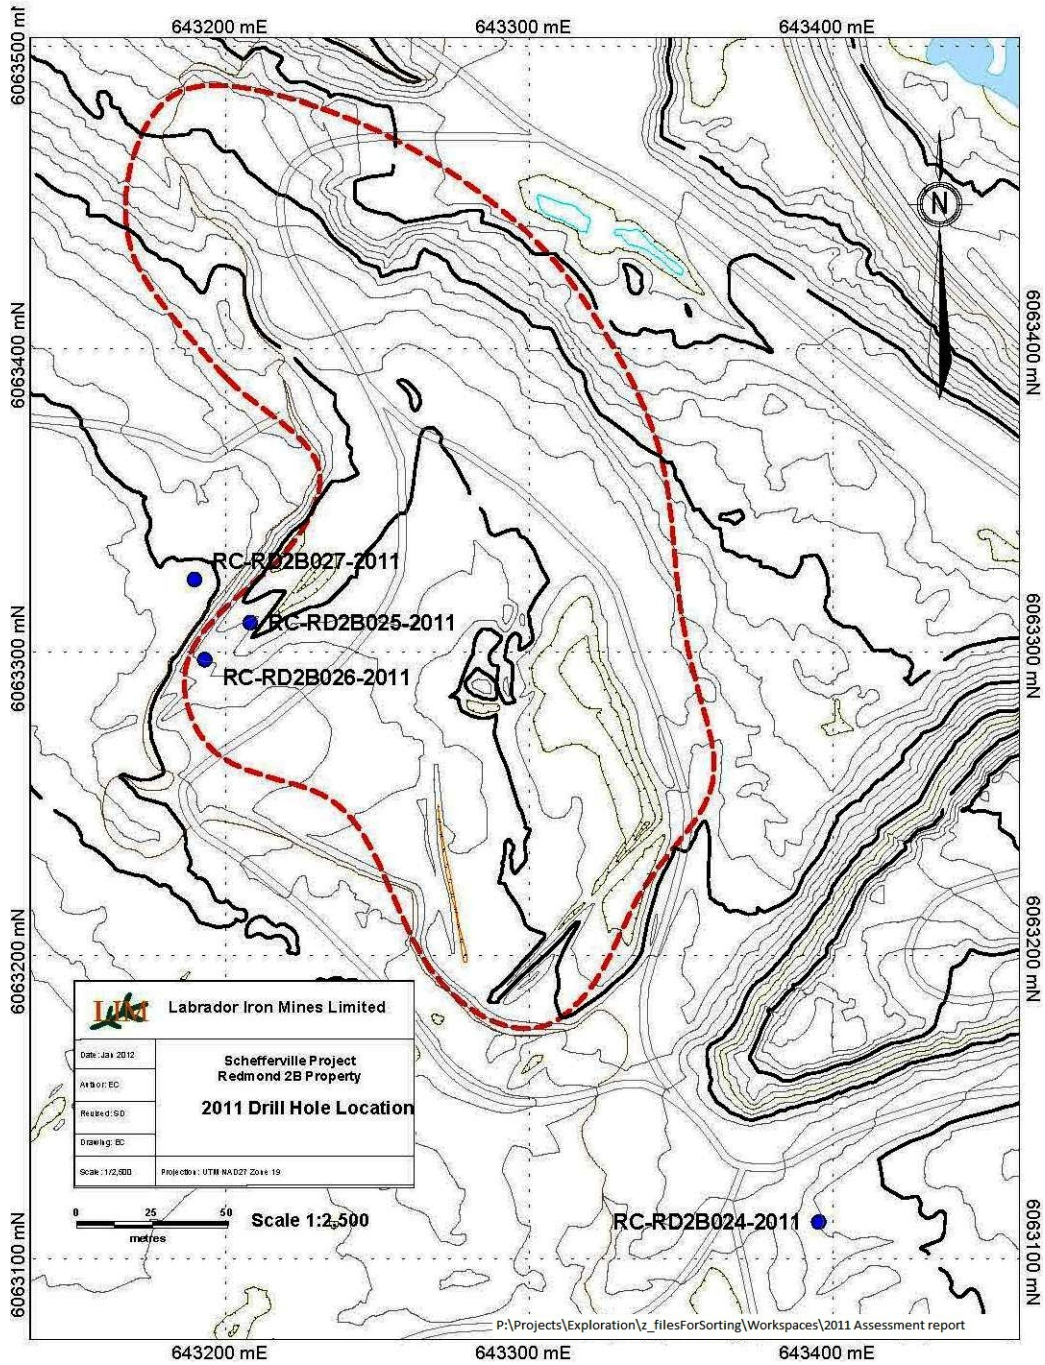 643200 mE
643300 mE
643400 mE
6063500 mN
6063400 mN
6063400 mN
N
RC-RD2B027-2011
RC-RD2B025-2011
6063300 mN
6063300 mN
RC-RD2B026-2011
6063200 mN
6063200 mN
LIM
Labrador Iron Mines Limited
Date: Jan 2012
Schefferville Project
Redmond 2B Property
Author: EC
2011 Drill Hole Location
Revised: SD
Drawing: EC
Scale: 1/2,500
Projection: UTM NAD27 Zone 19
0 25 50
metres
Scale 1:2,500
RC-RD2B024-2011
6063100 mN
6063100 mN
P:\Projects\Exploration\z_filesForSorting\Workspaces\2011 Assessment report
643200 mE
643300 mE
643400 mE